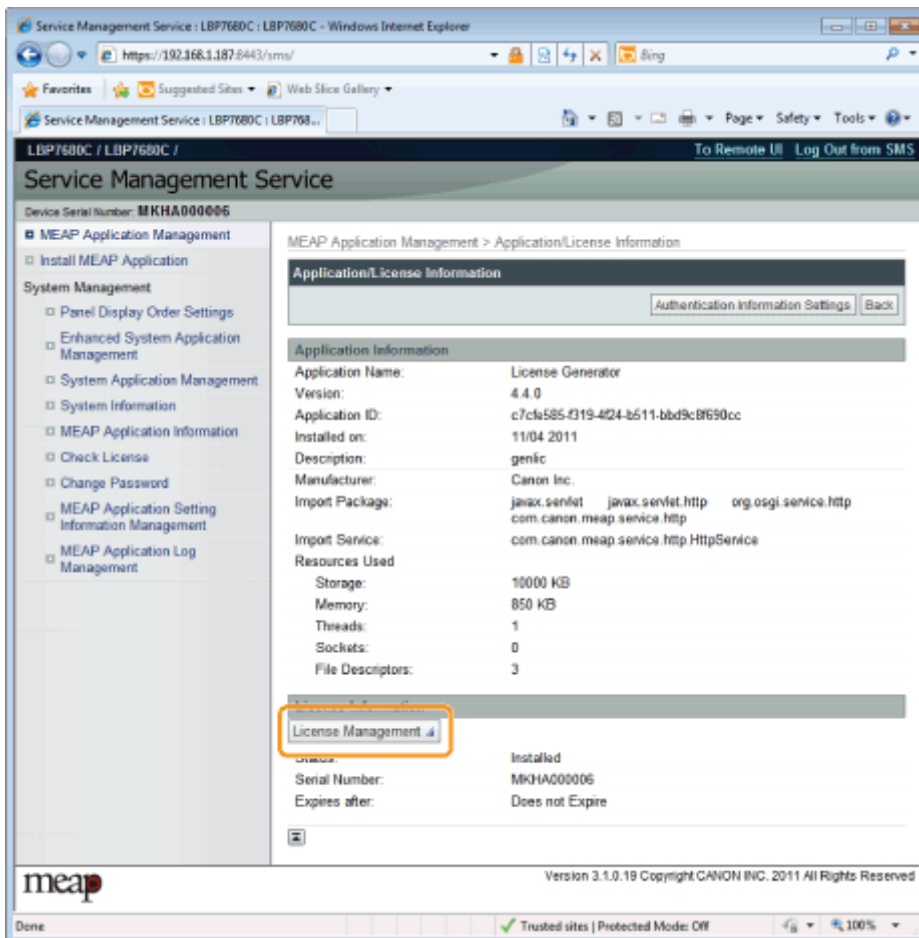 Service Management Service : LBP7680C : LBP7680C - Windows Internet Explorer
https://192.168.1.187:8443/sms/
Bing
Favorites Suggested Sites Web Slice Gallery
Service Management Service : LBP7680C : LBP768...
Page Safety Tools
LBP7680C / LBP7680C / To Remote UI Log Out from SMS
Service Management Service
Device Serial Number: MKHA000006
MEAP Application Management
Install MEAP Application
System Management
Panel Display Order Settings
Enhanced System Application
Management
System Application Management
System Information
MEAP Application Information
Check License
Change Password
MEAP Application Setting
Information Management
MEAP Application Log
Management
MEAP Application Management > Application/License Information
Application/License Information
Authentication Information Settings Back
Application Information
Application Name: License Generator
Version: 4.4.0
Application ID: c7cfe585-f319-4f24-b511-bbd9c8f690cc
Installed on: 11/04 2011
Description: genlic
Manufacturer: Canon Inc.
Import Package: javax.servlet javax.servlet.http org.osgi.service.http
com.canon.meap.service.http
Import Service: com.canon.meap.service.http.HttpService
Resources Used
Storage: 10000 KB
Memory: 850 KB
Threads: 1
Sockets: 0
File Descriptors: 3
License Management
Status: Installed
Serial Number: MKHA000006
Expires after: Does not Expire
meap
Version 3.1.0.19 Copyright CANON INC. 2011 All Rights Reserved
Done Trusted sites | Protected Mode: Off 100%